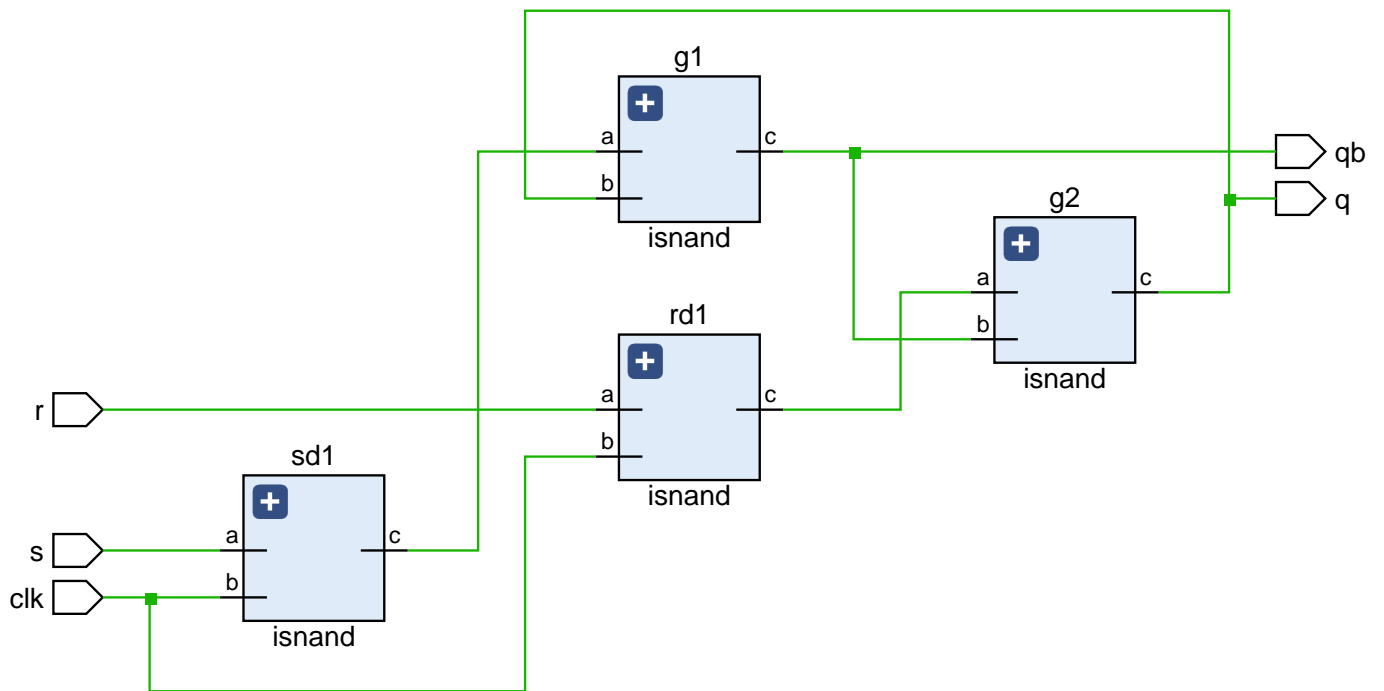 g1
a
c
b
isnand
qb
q
g2
a
c
b
isnand
rd1
a
c
b
isnand
r
sd1
s
a
c
clk
b
isnand